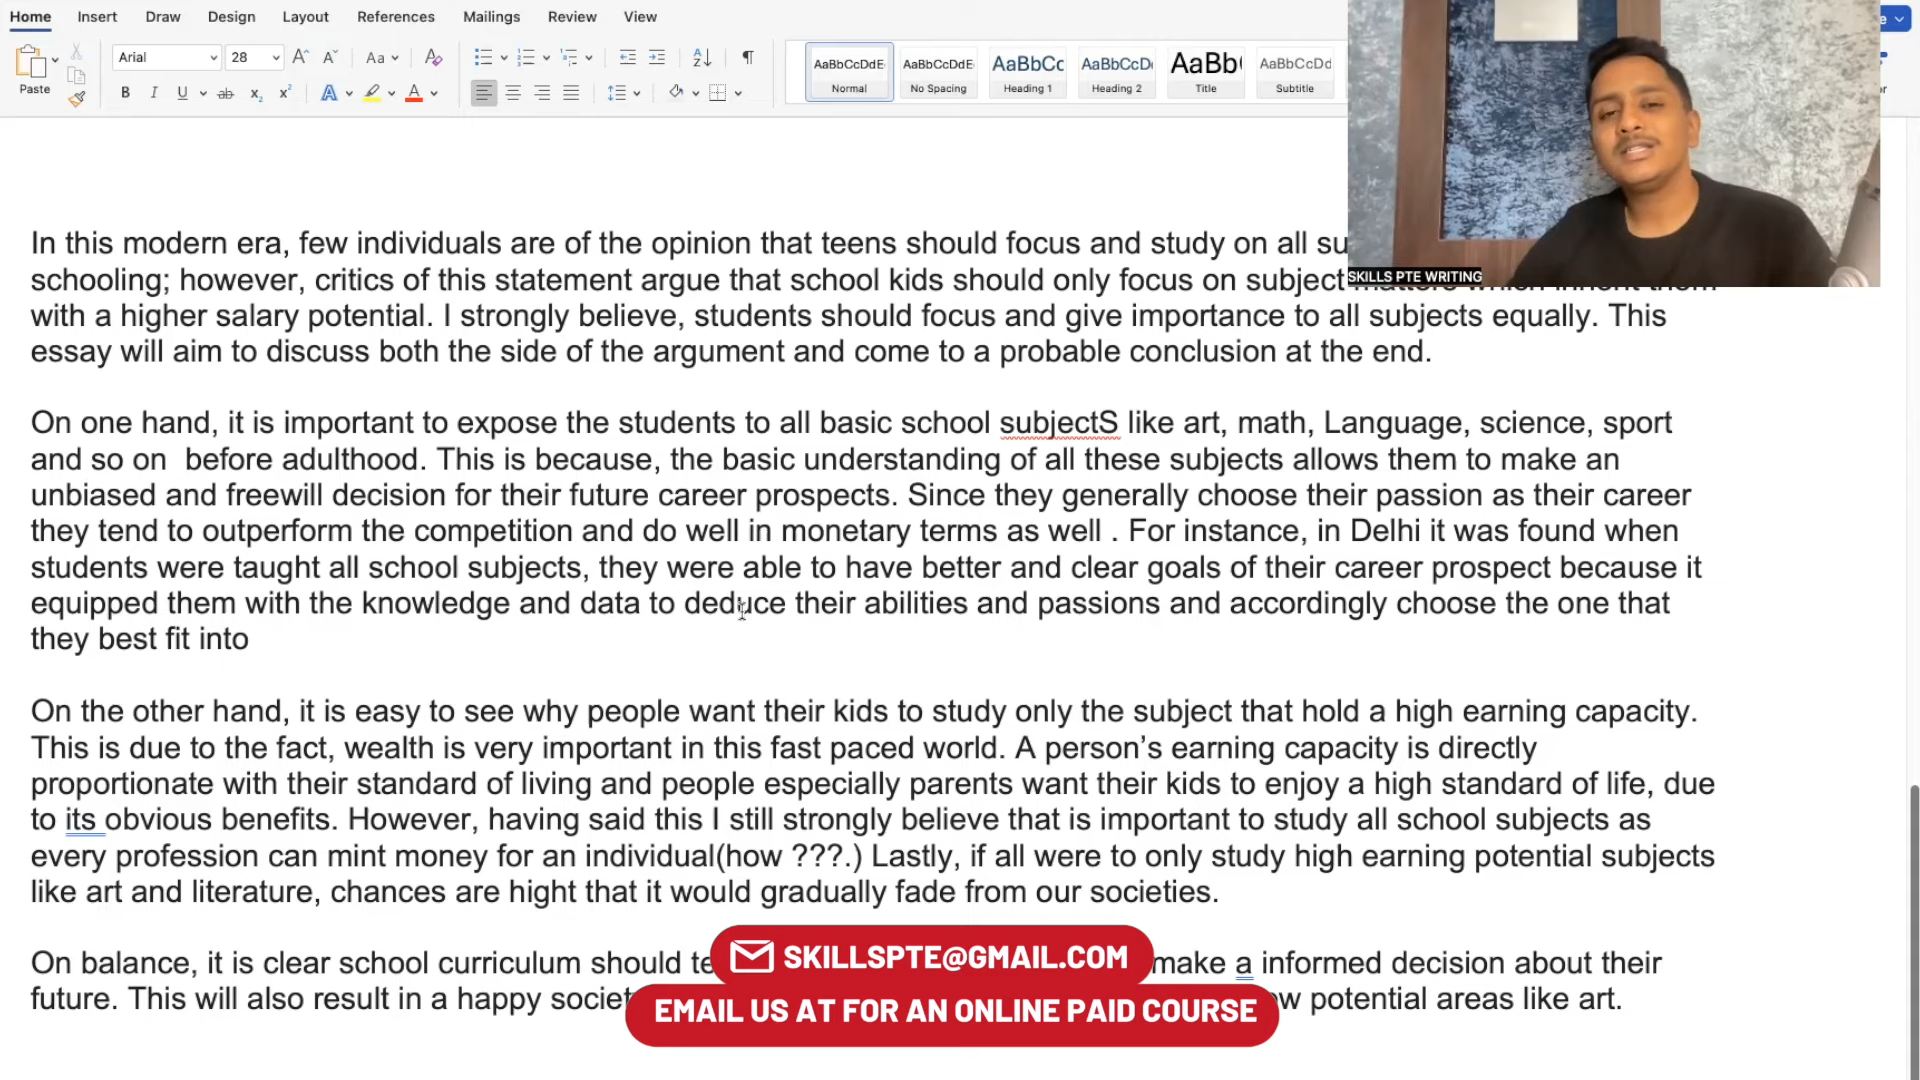 Home Insert Draw Design Layout References Mailings Review View
Arial 28 Aa
Paste
AaBbCcDdE AaBbCcDdE AaBbCc AaBbCcD AaBb( AaBbCcDd
Normal No Spacing Heading 1 Heading 2 Title Subtitle
SKILLS PTE WRITING
In this modern era, few individuals are of the opinion that teens should focus and study on all
schooling; however, critics of this statement argue that school kids should only focus on subject
with a higher salary potential. I strongly believe, students should focus and give importance to all subjects equally. This
essay will aim to discuss both the side of the argument and come to a probable conclusion at the end.
On one hand, it is important to expose the students to all basic school subjectS like art, math, Language, science, sport
and so on before adulthood. This is because, the basic understanding of all these subjects allows them to make an
unbiased and freewill decision for their future career prospects. Since they generally choose their passion as their career
they tend to outperform the competition and do well in monetary terms as well . For instance, in Delhi it was found when
students were taught all school subjects, they were able to have better and clear goals of their career prospect because it
equipped them with the knowledge and data to deduce their abilities and passions and accordingly choose the one that
they best fit into
On the other hand, it is easy to see why people want their kids to study only the subject that hold a high earning capacity.
This is due to the fact, wealth is very important in this fast paced world. A person’s earning capacity is directly
proportionate with their standard of living and people especially parents want their kids to enjoy a high standard of life, due
to its obvious benefits. However, having said this I still strongly believe that is important to study all school subjects as
every profession can mint money for an individual(how ???.) Lastly, if all were to only study high earning potential subjects
like art and literature, chances are hight that it would gradually fade from our societies.
On balance, it is clear school curriculum should make a informed decision about their
future. This will also result in a happy potential areas like art.
SKILLSPTE@GMAIL.COM
EMAIL US AT FOR AN ONLINE PAID COURSE